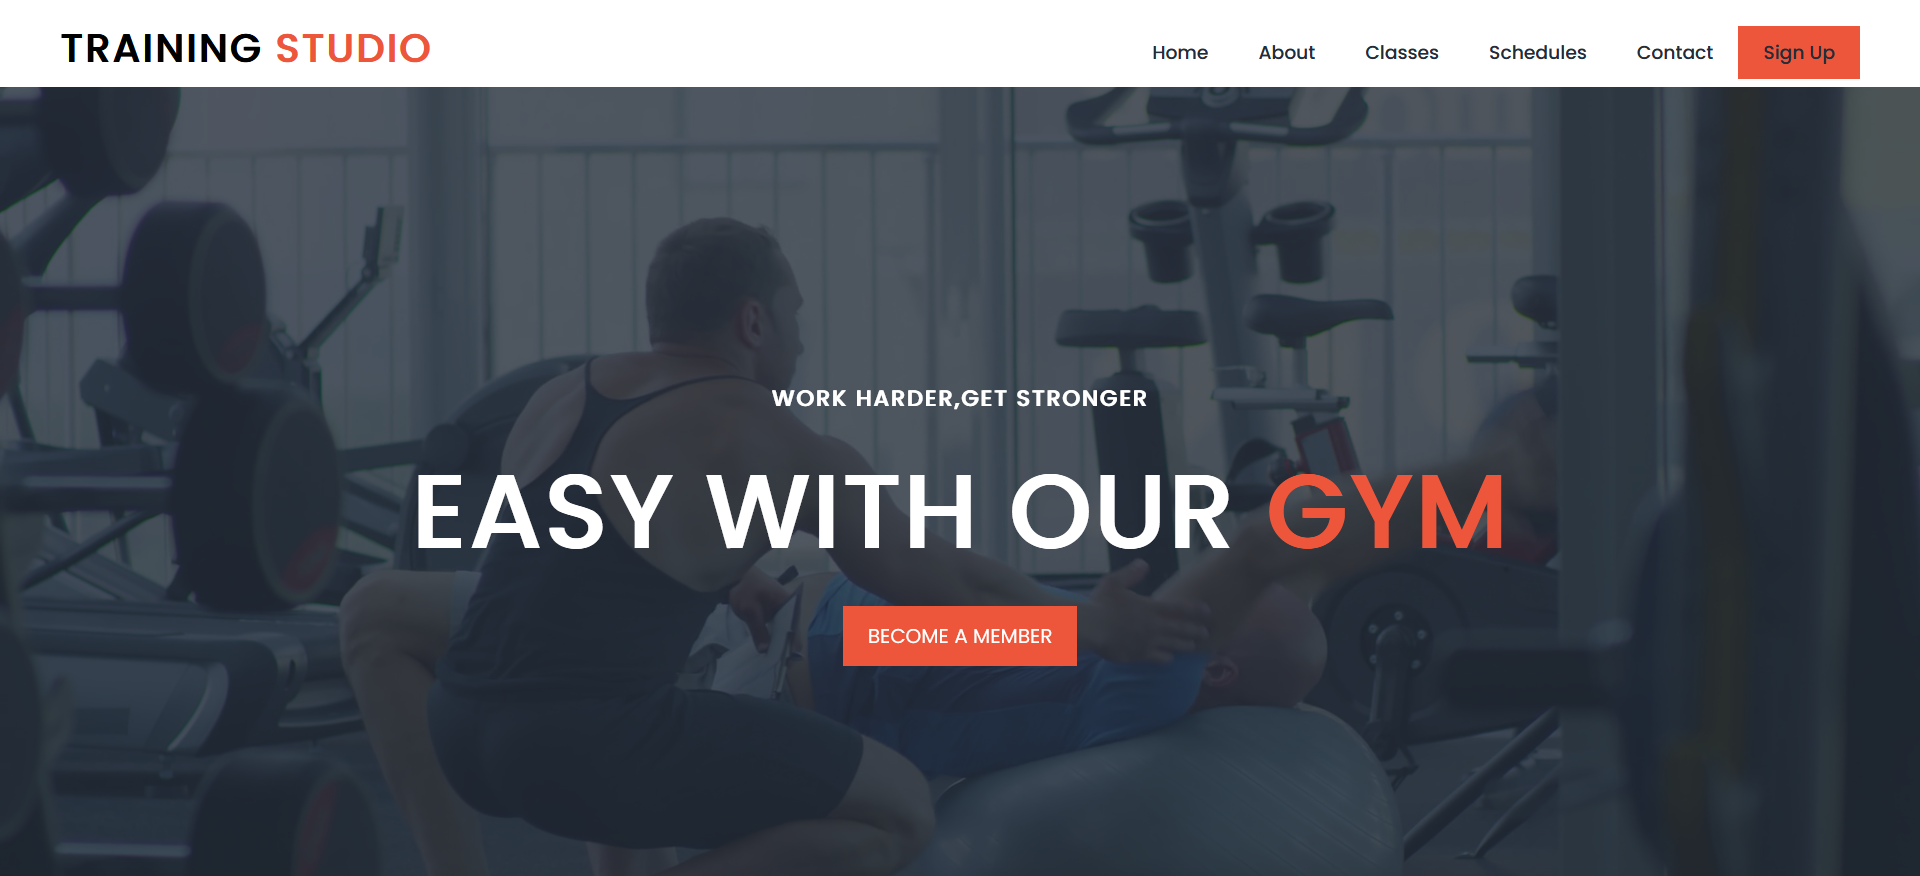 TRAINING STUDIO
Home About Classes Schedules Contact Sign Up
WORK HARDER,GET STRONGER
EASY WITH OUR GYM
BECOME A MEMBER